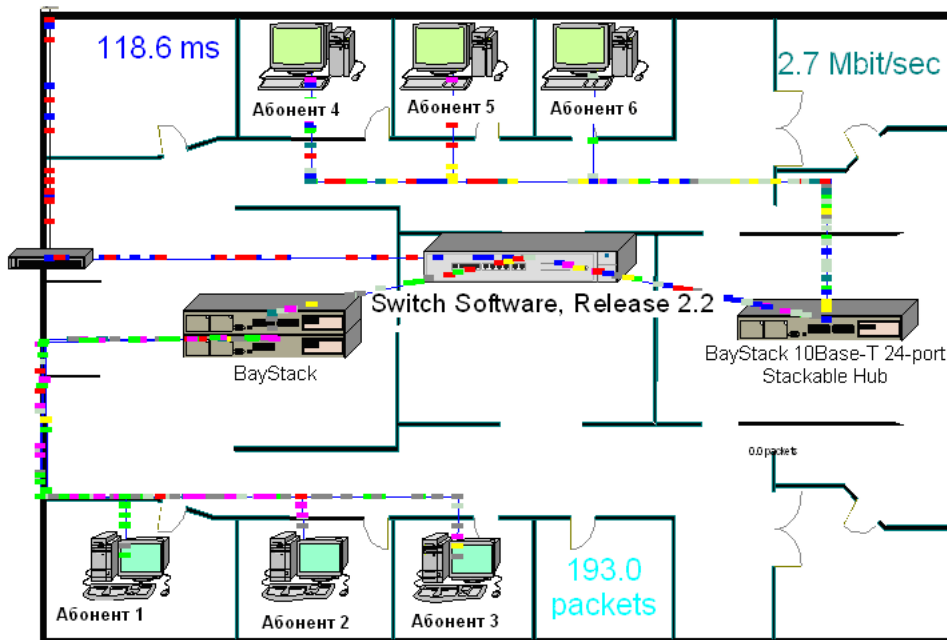 118.6 ms
2.7 Mbit/sec
Абонент 4
Абонент 5
Абонент 6
Switch Software, Release 2.2
BayStack
BayStack 10Base-T 24-port
Stackable Hub
0.0 packets
193.0
packets
Абонент 1
Абонент 2
Абонент 3